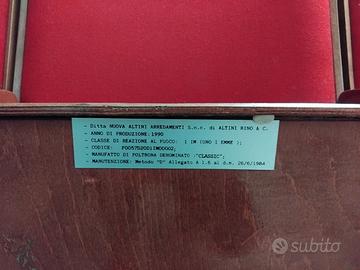 - Ditta NUOVA ALTINI ARREDAMENTI S.n.c. di ALTINI RINO & C.
- ANNO DI PRODUZIONE:1990
- CLASSE DI REAZIONE AL FUOCO: 1 IM (UNO I EMME );
- CODICE:
- MANUFATTO DI POLTRONA DENOMINATO :"CLASSIC";
- MANUTENZIONE: Metodo "D" Allegato A 1.6 al d.m. 26/6/1984
subito.it